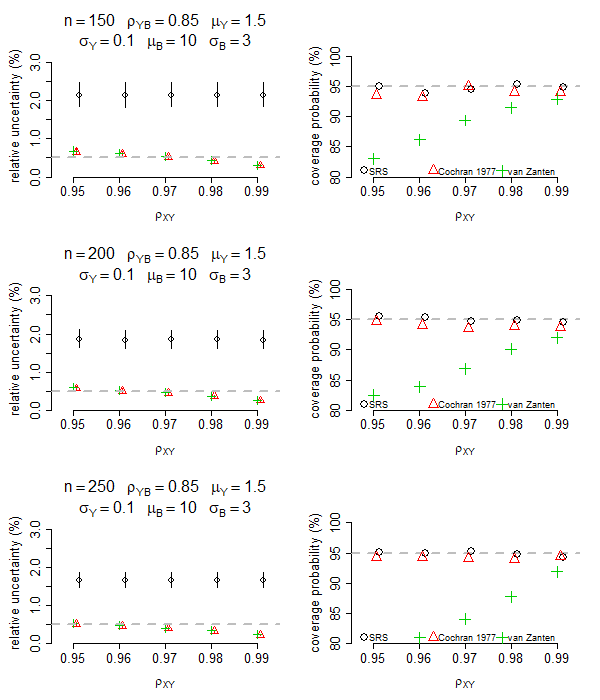 n = 150 ρYB = 0.85 μY = 1.5
σY = 0.1 μB = 10 σB = 3
relative uncertainty (%)
3.0
2.0
1.0
0.0
0.95 0.96 0.97 0.98 0.99
ρXY
coverage probability (%)
100
95
90
85
80
SRS Cochran 1977 van Zanten
0.95 0.96 0.97 0.98 0.99
ρXY
n = 200 ρYB = 0.85 μY = 1.5
σY = 0.1 μB = 10 σB = 3
relative uncertainty (%)
3.0
2.0
1.0
0.0
0.95 0.96 0.97 0.98 0.99
ρXY
coverage probability (%)
100
95
90
85
80
SRS Cochran 1977 van Zanten
0.95 0.96 0.97 0.98 0.99
ρXY
n = 250 ρYB = 0.85 μY = 1.5
σY = 0.1 μB = 10 σB = 3
relative uncertainty (%)
3.0
2.0
1.0
0.0
0.95 0.96 0.97 0.98 0.99
ρXY
coverage probability (%)
100
95
90
85
80
SRS Cochran 1977 van Zanten
0.95 0.96 0.97 0.98 0.99
ρXY